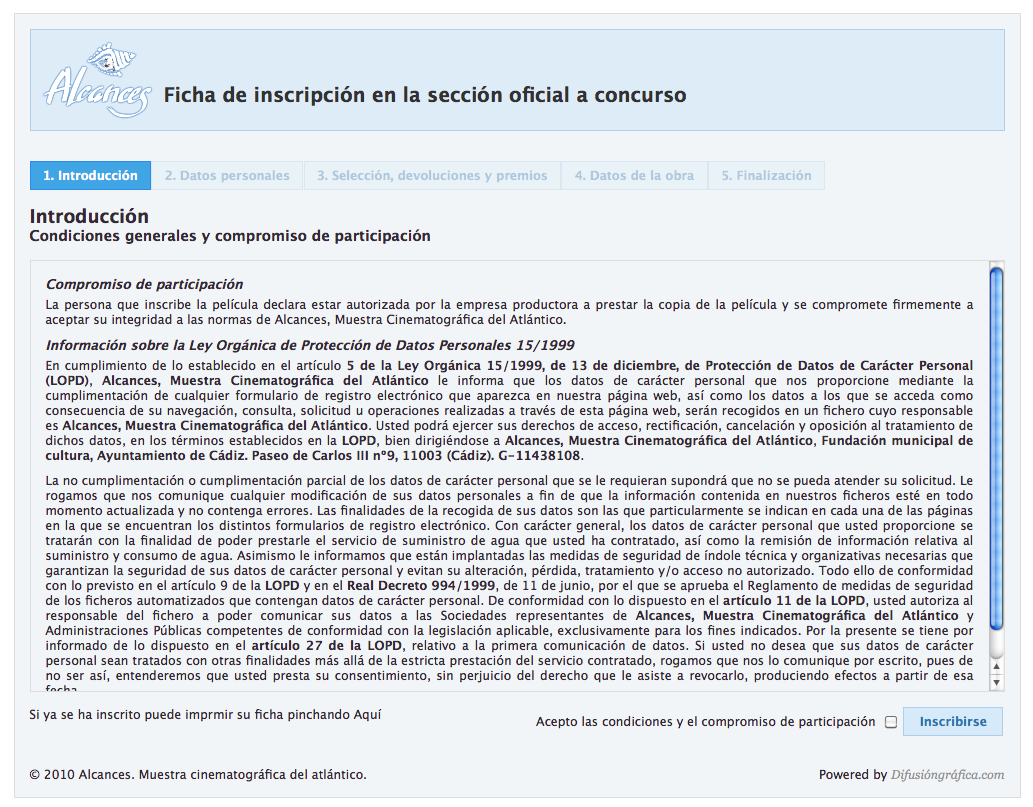 Alcances
Ficha de inscripción en la sección oficial a concurso
1. Introducción
2. Datos personales
3. Selección, devoluciones y premios
4. Datos de la obra
5. Finalización
Introducción
Condiciones generales y compromiso de participación
Compromiso de participación
La persona que inscribe la película declara estar autorizada por la empresa productora a prestar la copia de la película y se compromete firmemente a
aceptar su integridad a las normas de Alcances, Muestra Cinematográfica del Atlántico.
Información sobre la Ley Orgánica de Protección de Datos Personales 15/1999
En cumplimiento de lo establecido en el artículo 5 de la Ley Orgánica 15/1999, de 13 de diciembre, de Protección de Datos de Carácter Personal
(LOPD), Alcances, Muestra Cinematográfica del Atlántico le informa que los datos de carácter personal que nos proporcione mediante la
cumplimentación de cualquier formulario de registro electrónico que aparezca en nuestra página web, así como los datos a los que se acceda como
consecuencia de su navegación, consulta, solicitud u operaciones realizadas a través de esta página web, serán recogidos en un fichero cuyo responsable
es Alcances, Muestra Cinematográfica del Atlántico. Usted podrá ejercer sus derechos de acceso, rectificación, cancelación y oposición al tratamiento de
dichos datos, en los términos establecidos en la LOPD, bien dirigiéndose a Alcances, Muestra Cinematográfica del Atlántico, Fundación municipal de
cultura, Ayuntamiento de Cádiz. Paseo de Carlos III nº9, 11003 (Cádiz). G-11438108.
La no cumplimentación o cumplimentación parcial de los datos de carácter personal que se le requieran supondrá que no se pueda atender su solicitud. Le
rogamos que nos comunique cualquier modificación de sus datos personales a fin de que la información contenida en nuestros ficheros esté en todo
momento actualizada y no contenga errores. Las finalidades de la recogida de sus datos son las que particularmente se indican en cada una de las páginas
en la que se encuentran los distintos formularios de registro electrónico. Con carácter general, los datos de carácter personal que usted proporcione se
tratarán con la finalidad de poder prestarle el servicio de suministro de agua que usted ha contratado, así como la remisión de información relativa al
suministro y consumo de agua. Asimismo le informamos que están implantadas las medidas de seguridad de índole técnica y organizativas necesarias que
garantizan la seguridad de sus datos de carácter personal y evitan su alteración, pérdida, tratamiento y/o acceso no autorizado. Todo ello de conformidad
con lo previsto en el artículo 9 de la LOPD y en el Real Decreto 994/1999, de 11 de junio, por el que se aprueba el Reglamento de medidas de seguridad
de los ficheros automatizados que contengan datos de carácter personal. De conformidad con lo dispuesto en el artículo 11 de la LOPD, usted autoriza al
responsable del fichero a poder comunicar sus datos a las Sociedades representantes de Alcances, Muestra Cinematográfica del Atlántico y
Administraciones Públicas competentes de conformidad con la legislación aplicable, exclusivamente para los fines indicados. Por la presente se tiene por
informado de lo dispuesto en el artículo 27 de la LOPD, relativo a la primera comunicación de datos. Si usted no desea que sus datos de carácter
personal sean tratados con otras finalidades más allá de la estricta prestación del servicio contratado, rogamos que nos lo comunique por escrito, pues de
no ser así, entenderemos que usted presta su consentimiento, sin perjuicio del derecho que le asiste a revocarlo, produciendo efectos a partir de esa
fecha.
Si ya se ha inscrito puede imprmir su ficha pinchando Aquí
Acepto las condiciones y el compromiso de participación
Inscribirse
© 2010 Alcances. Muestra cinematográfica del atlántico.
Powered by Difusióngráfica.com